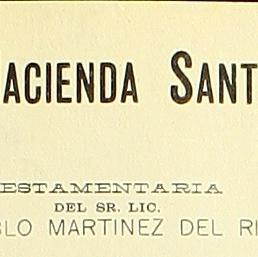 ACIENDA SANT
ESTAMENTARIA
DEL SR. LIC.
BLO MARTINEZ DEL RI